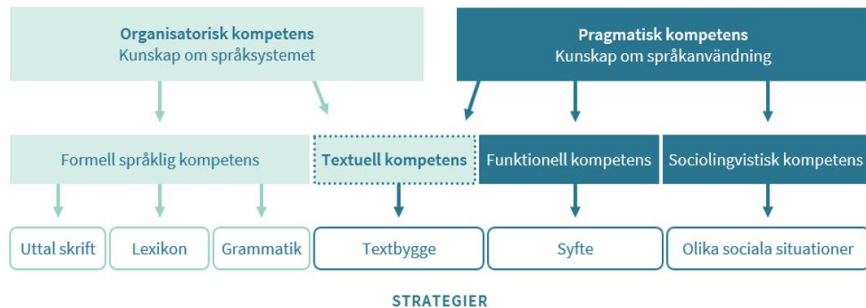 Organisatorisk kompetens
Kunskap om språksystemet
Pragmatisk kompetens
Kunskap om språkanvändning
Formell språklig kompetens
Textuell kompetens
Funktionell kompetens
Sociolingvistisk kompetens
Uttal skrift
Lexikon
Grammatik
Textbygge
Syfte
Olika sociala situationer
STRATEGIER